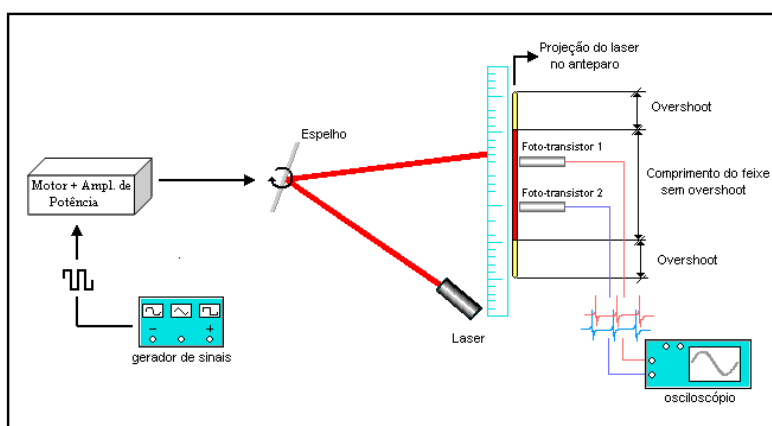 Projeção do laser
no anteparo
Overshoot
Espelho
Foto-transistor 1
Motor + Ampl. de
Potência
Comprimento do feixe
sem overshoot
Foto-transistor 2
Overshoot
Laser
gerador de sinais
osciloscópio